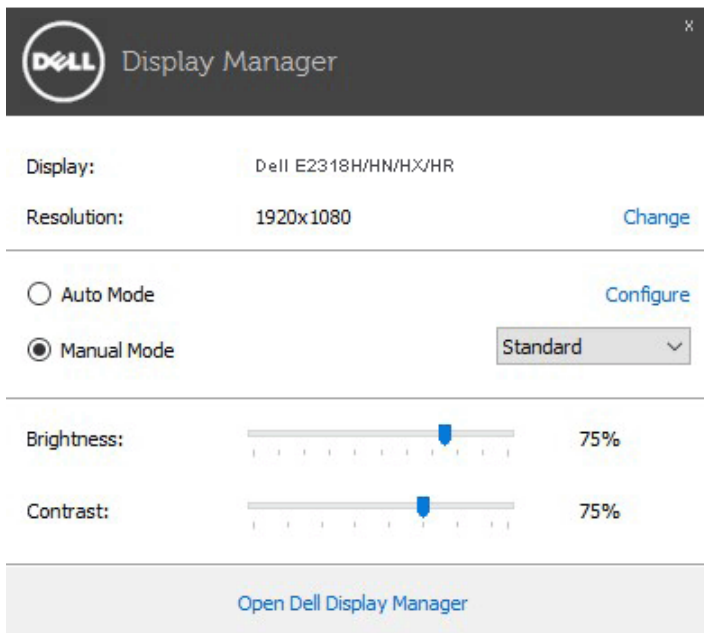 DELL Display Manager x
Display: Dell E2318H/HN/HX/HR
Resolution: 1920x1080 Change
Auto Mode Configure
Manual Mode Standard
Brightness: 75%
Contrast: 75%
Open Dell Display Manager